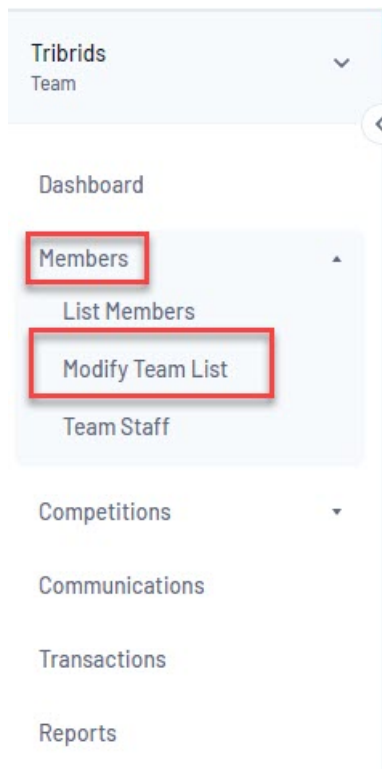 Tribrids
Team
Dashboard
Members
List Members
Modify Team List
Team Staff
Competitions
Communications
Transactions
Reports